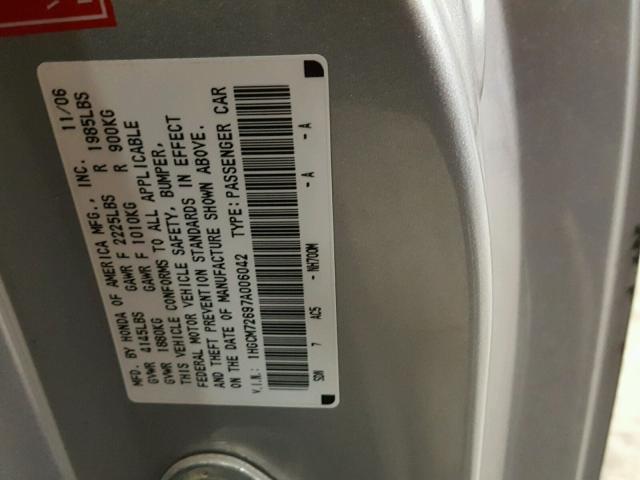 MFD. BY HONDA OF AMERICA MFG., INC. 11/06
GVWR 4145LBS GAWR F 2225LBS R 1985LBS
GVWR 1880KG GAWR F 1010KG R 900KG
THIS VEHICLE CONFORMS TO ALL APPLICABLE
FEDERAL MOTOR VEHICLE SAFETY, BUMPER,
AND THEFT PREVENTION STANDARDS IN EFFECT
ON THE DATE OF MANUFACTURE SHOWN ABOVE.
V.I.N.: 1HGCM72697A006042 TYPE: PASSENGER CAR
SDN 7 AC5 - NH700M - A - A